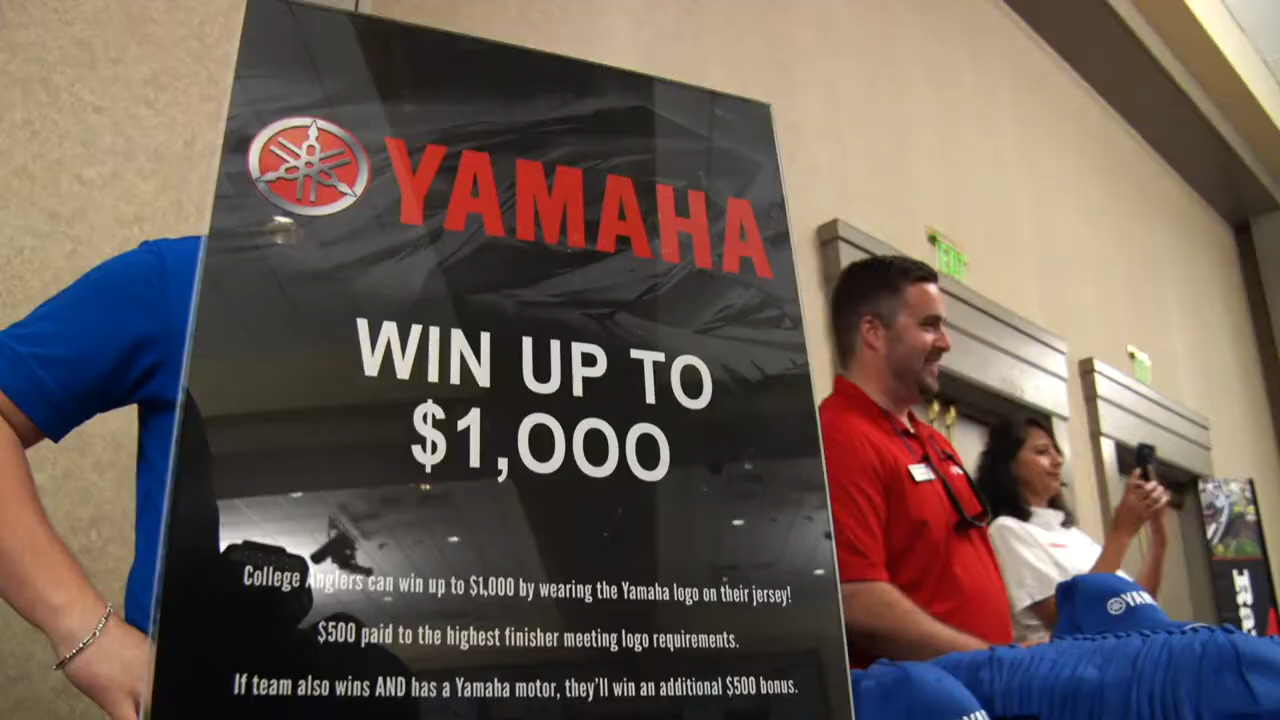 YAMAHA
WIN UP TO
$1,000
College Anglers can win up to $1,000 by wearing the Yamaha logo on their jersey!
$500 paid to the highest finisher meeting logo requirements.
If team also wins AND has a Yamaha motor, they'll win an additional $500 bonus.
EXIT